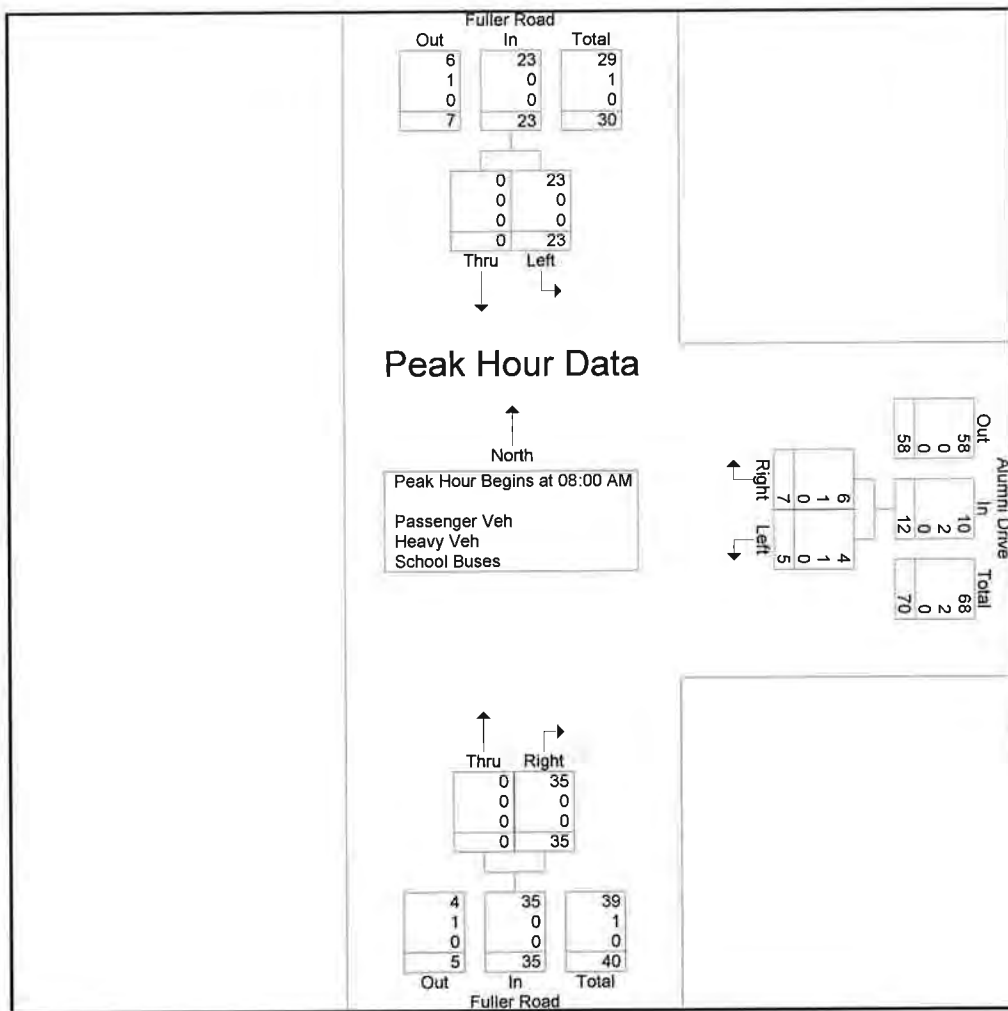 Fuller Road
Out In Total
6 23 29
1 0 1
0 0 0
7 23 30
0 23
0 0
0 0
0 23
Thru Left
Peak Hour Data
North
Peak Hour Begins at 08:00 AM
Passenger Veh
Heavy Veh
School Buses
Alumni Drive
Out In Total
58 10 68
0 2 2
0 0 0
58 12 70
6 4
1 1
0 0
7 5
Right Left
Thru Right
0 35
0 0
0 0
0 35
4 35 39
1 0 1
0 0 0
5 35 40
Out In Total
Fuller Road